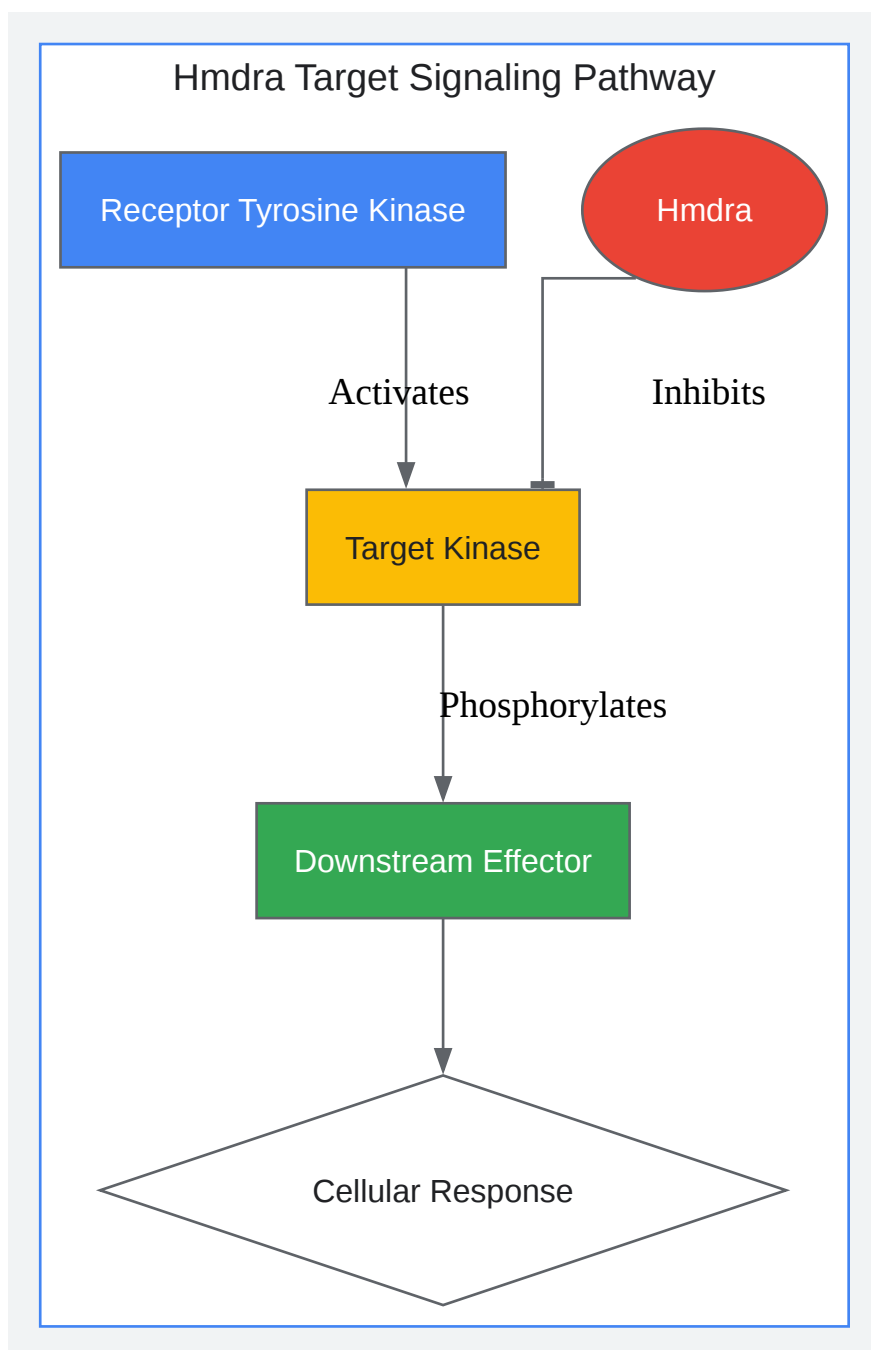 Hmdra Target Signaling Pathway
Receptor Tyrosine Kinase
Hmdra
Activates
Inhibits
Target Kinase
Phosphorylates
Downstream Effector
Cellular Response